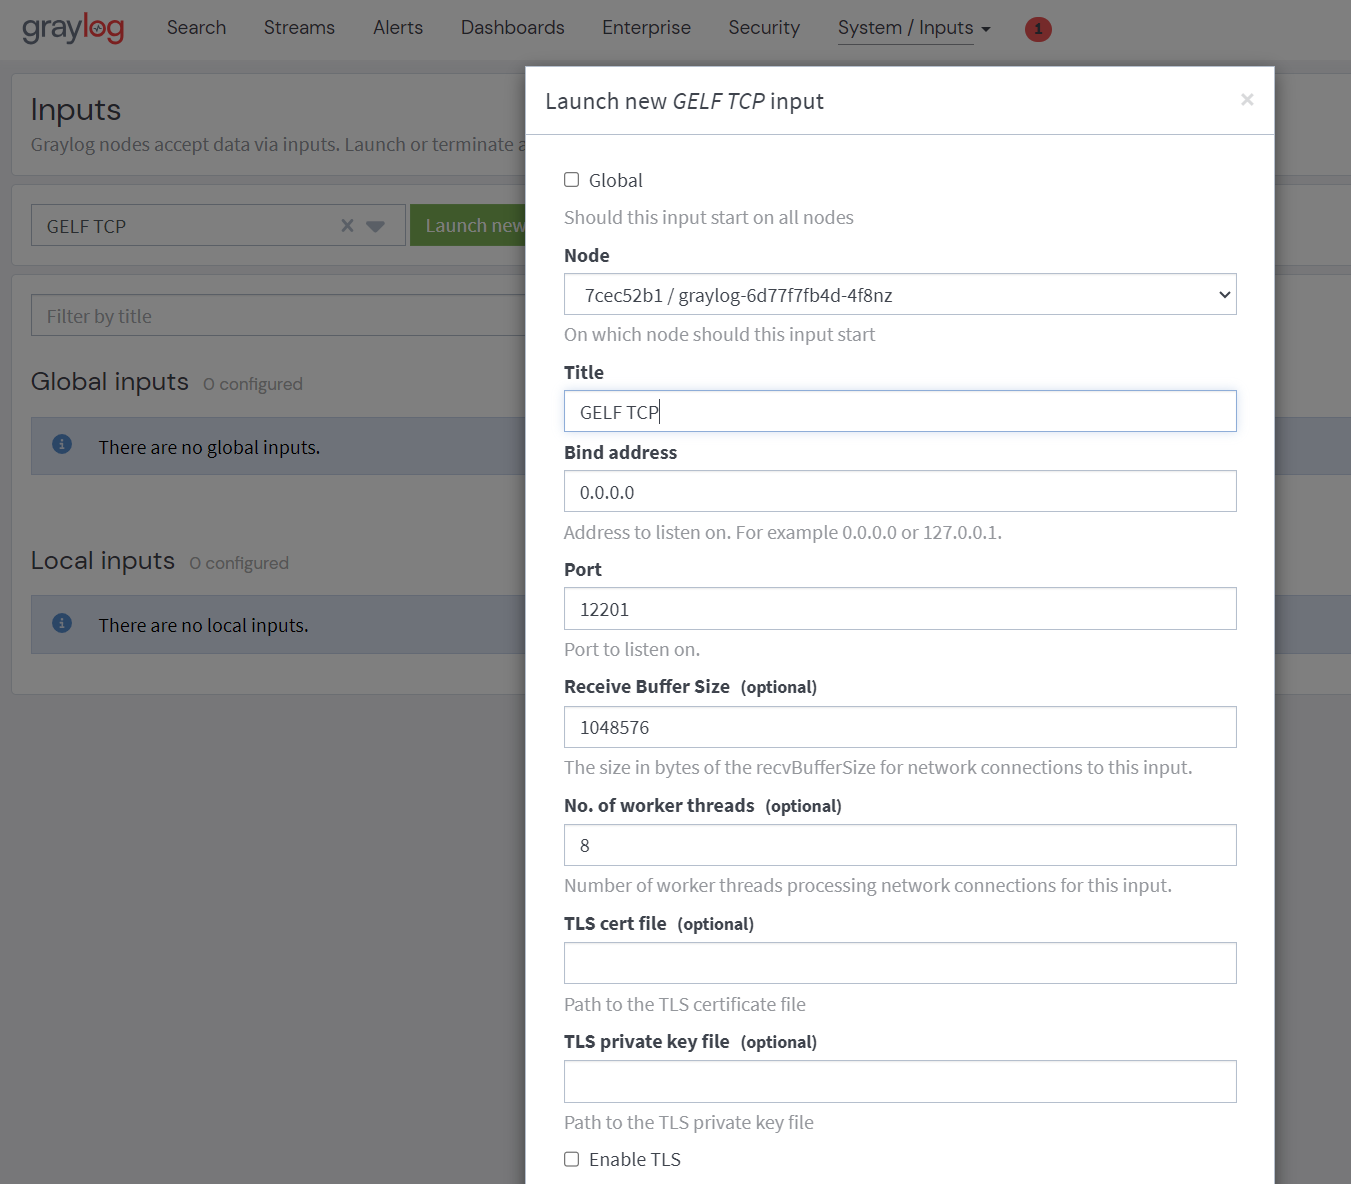 graylog Search Streams Alerts Dashboards Enterprise Security System / Inputs 1
Inputs
Graylog nodes accept data via inputs. Launch or terminate
GELF TCP
Launch new
Filter by title
Global inputs 0 configured
There are no global inputs.
Local inputs 0 configured
There are no local inputs.
Launch new GELF TCP input ×
Global
Should this input start on all nodes
Node
7cec52b1 / graylog-6d77f7fb4d-4f8nz
On which node should this input start
Title
GELF TCP
Bind address
0.0.0.0
Address to listen on. For example 0.0.0.0 or 127.0.0.1.
Port
12201
Port to listen on.
Receive Buffer Size (optional)
1048576
The size in bytes of the recvBufferSize for network connections to this input.
No. of worker threads (optional)
8
Number of worker threads processing network connections for this input.
TLS cert file (optional)
Path to the TLS certificate file
TLS private key file (optional)
Path to the TLS private key file
Enable TLS